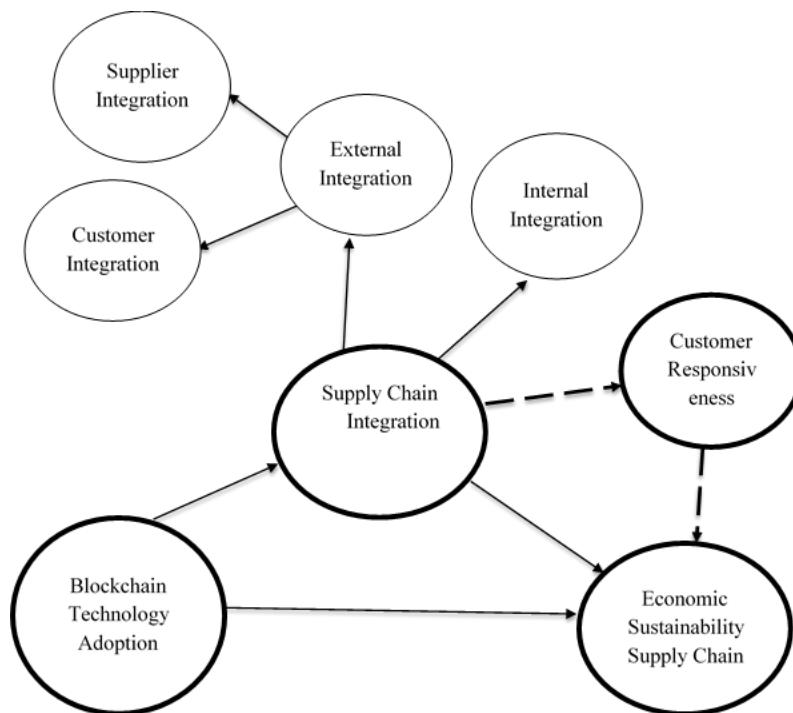 Supplier
Integration
External
Integration
Internal
Integration
Customer
Integration
Customer
Responsiv
eness
Supply Chain
Integration
Blockchain
Technology
Adoption
Economic
Sustainability
Supply Chain